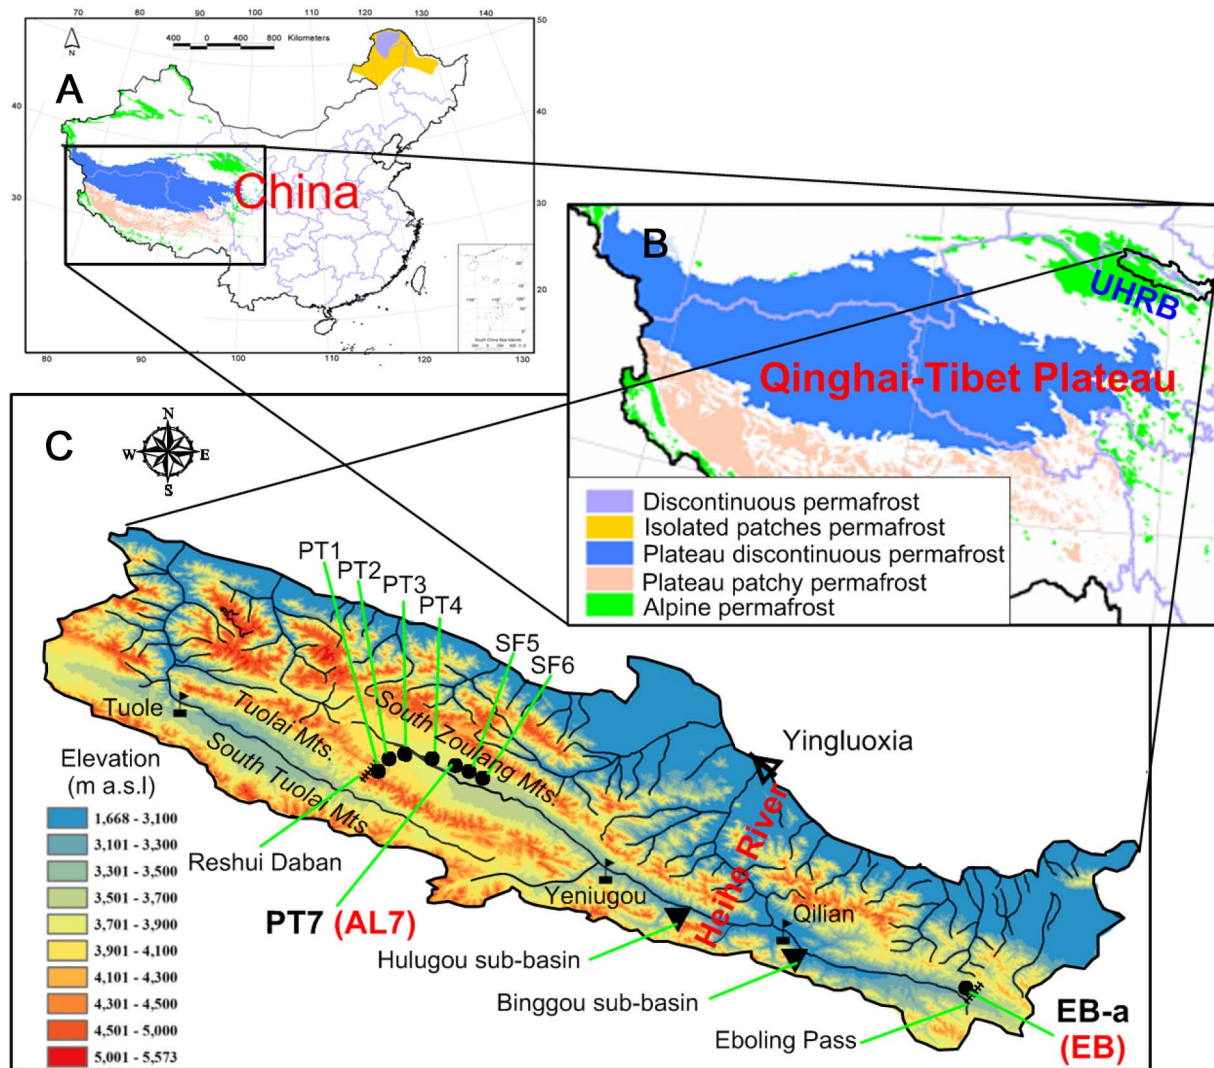 70
80
90
100
110
120
130
140
50
N
400 0 400 800 Kilometers
A
40
40
30
30
20
China
South China Sea Islands
80
90
100
110
120
130
B
UHRB
Qinghai-Tibet Plateau
Discontinuous permafrost
Isolated patches permafrost
Plateau discontinuous permafrost
Plateau patchy permafrost
Alpine permafrost
C
N
W E
S
PT1
PT2
PT3
PT4
SF5
SF6
Tuole
Tuolai Mts.
South Zoulang Mts.
South Tuolai Mts.
Yingluoxia
Elevation
(m a.s.l)
1,668 - 3,100
3,101 - 3,300
3,301 - 3,500
3,501 - 3,700
3,701 - 3,900
3,901 - 4,100
4,101 - 4,300
4,301 - 4,500
4,501 - 5,000
5,001 - 5,573
Reshui Daban
PT7 (AL7)
Yeniugou
Heihe River
Qilian
Hulugou sub-basin
Binggou sub-basin
Eboling Pass
EB-a
(EB)